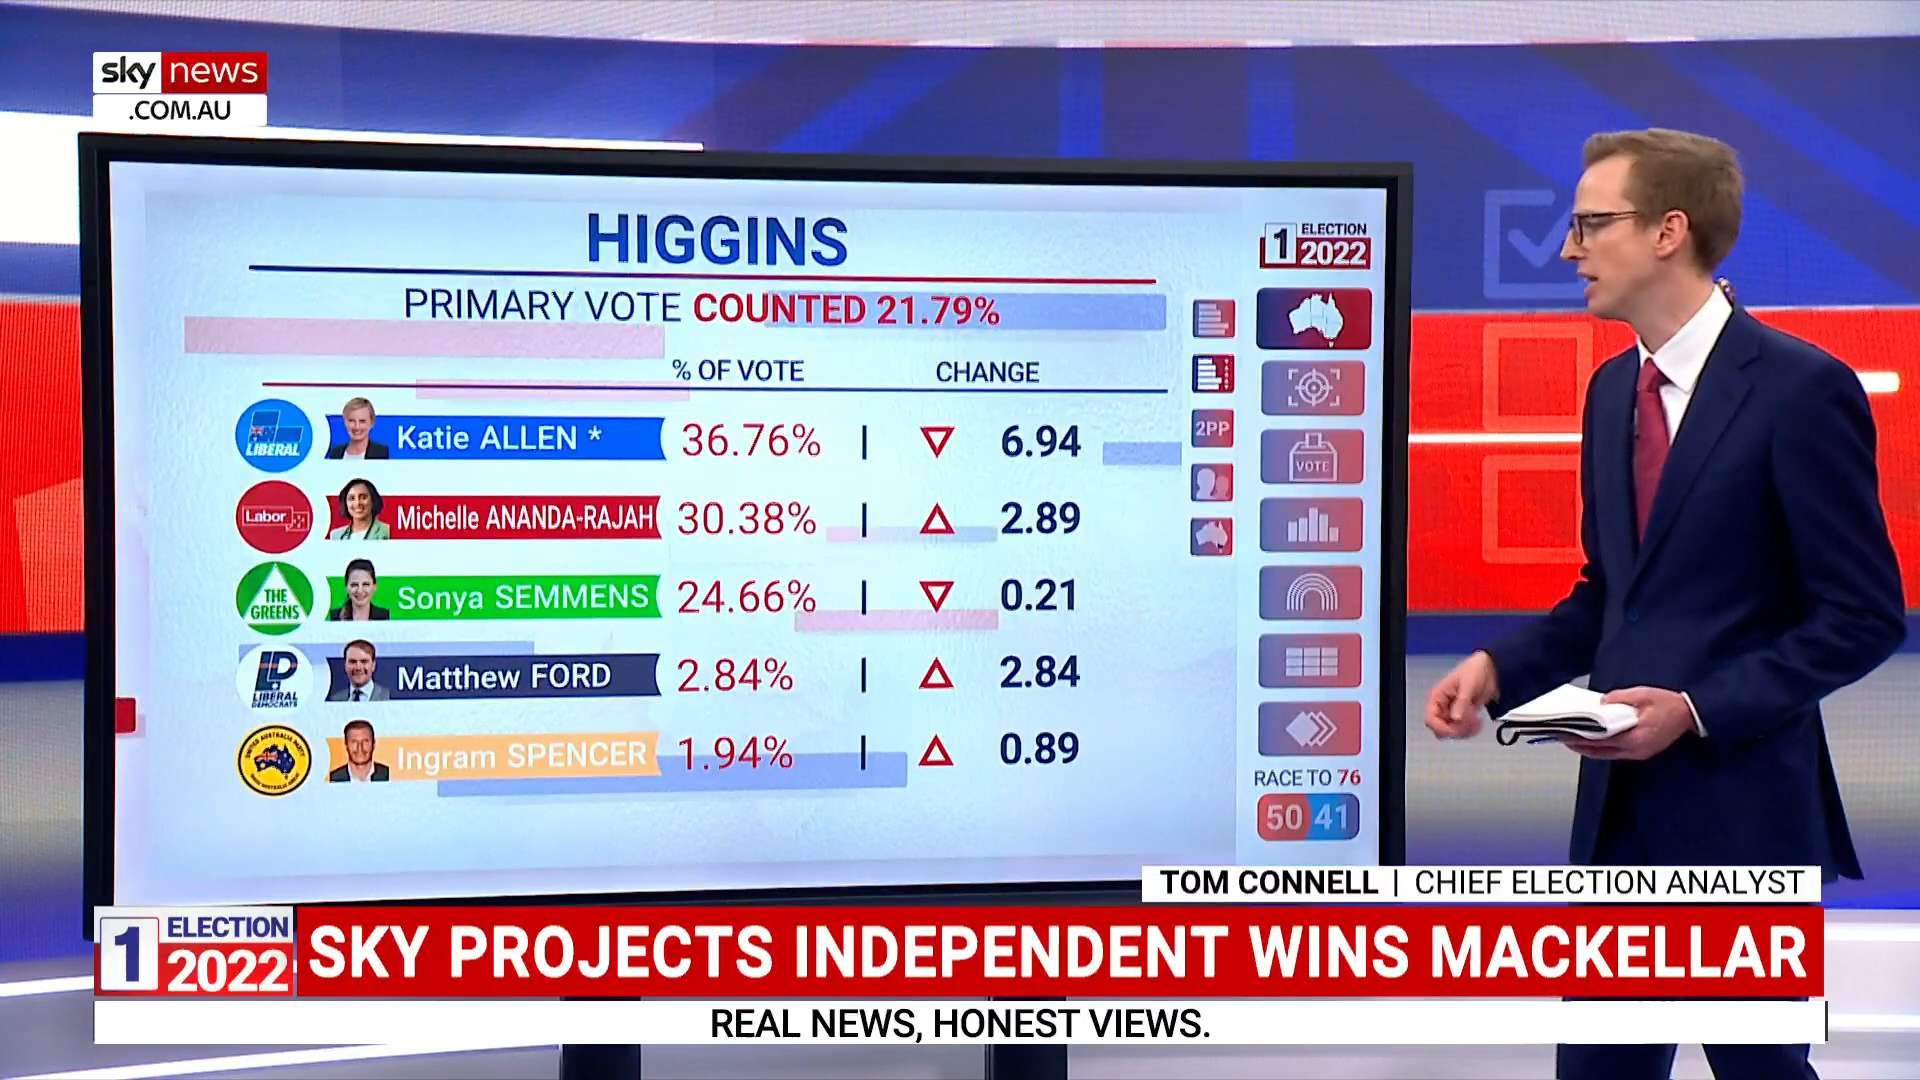 sky news
.COM.AU
HIGGINS
PRIMARY VOTE COUNTED 21.79%
% OF VOTE CHANGE
LIBERAL Katie ALLEN * 36.76% | ▽ 6.94
Labor Michelle ANANDA-RAJAH 30.38% | △ 2.89
THE GREENS Sonya SEMMENS 24.66% | ▽ 0.21
LD LIBERAL DEMOCRATS Matthew FORD 2.84% | △ 2.84
UNITED AUSTRALIA PARTY Ingram SPENCER 1.94% | △ 0.89
1 ELECTION 2022
2PP
VOTE
RACE TO 76
50 41
TOM CONNELL | CHIEF ELECTION ANALYST
1 ELECTION 2022
SKY PROJECTS INDEPENDENT WINS MACKELLAR
REAL NEWS, HONEST VIEWS.